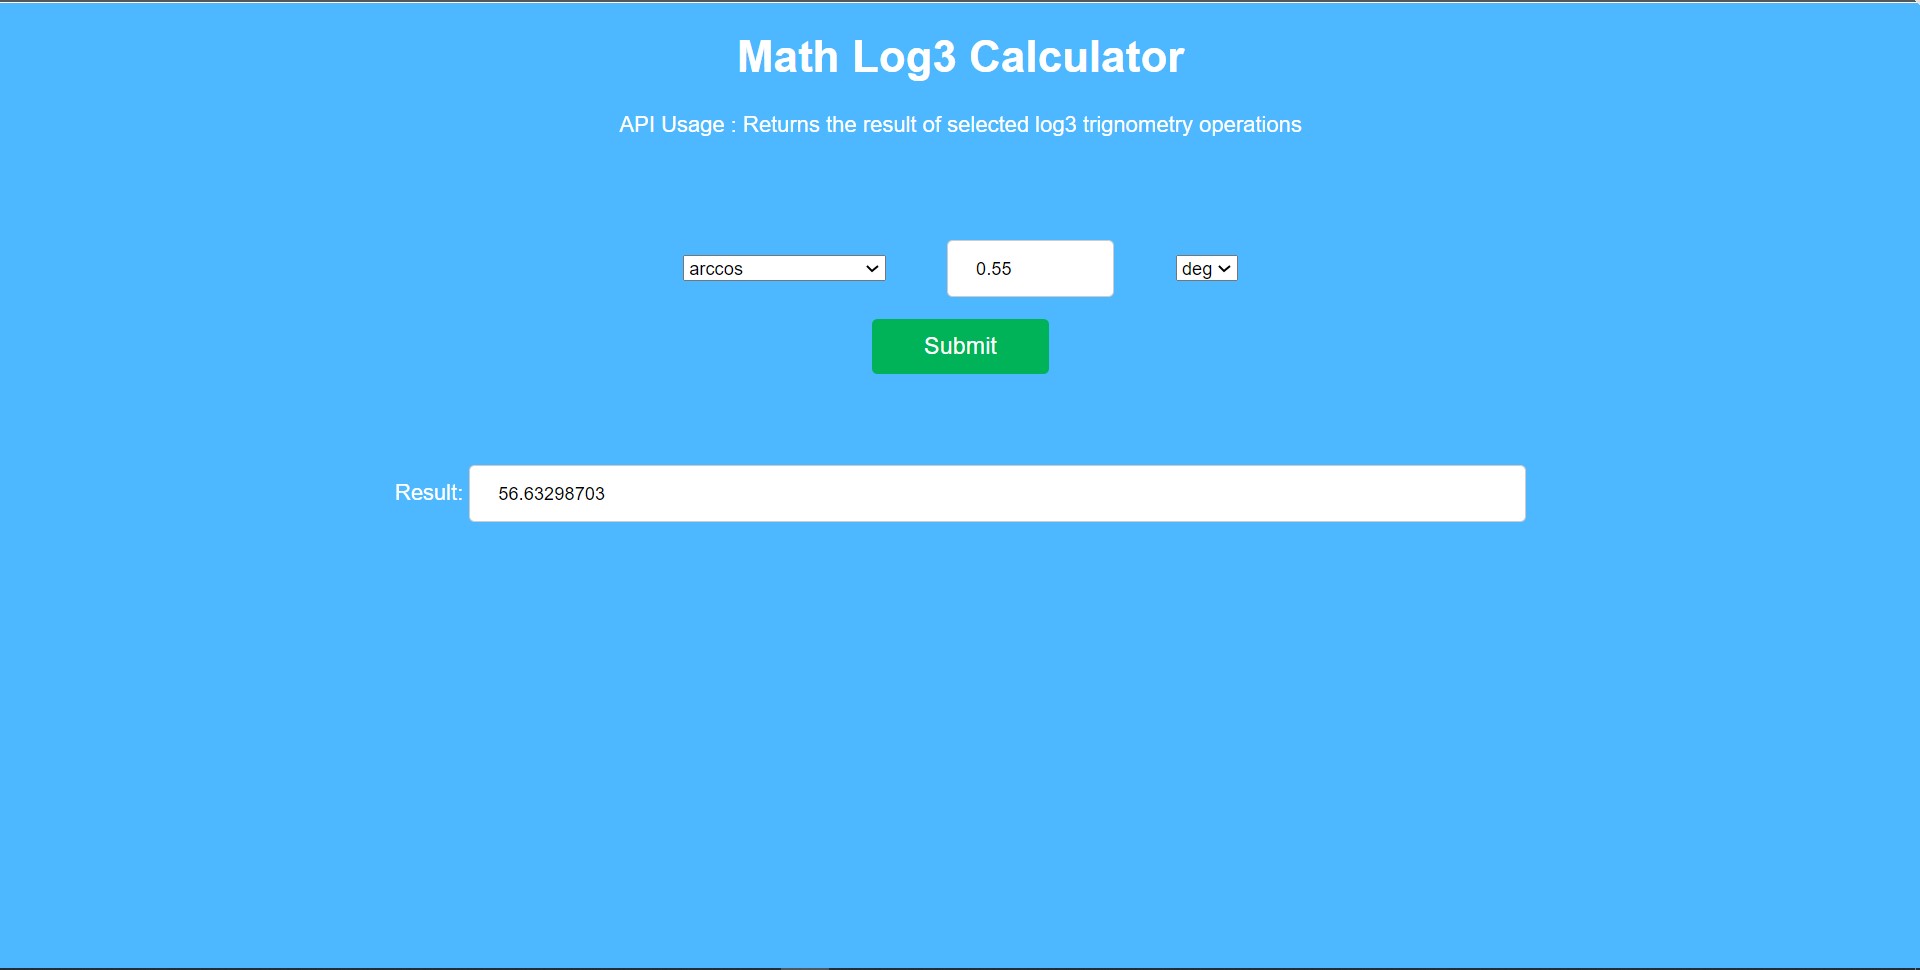 Math Log3 Calculator
API Usage : Returns the result of selected log3 trignometry operations
arccos 0.55 deg
Submit
Result: 56.63298703